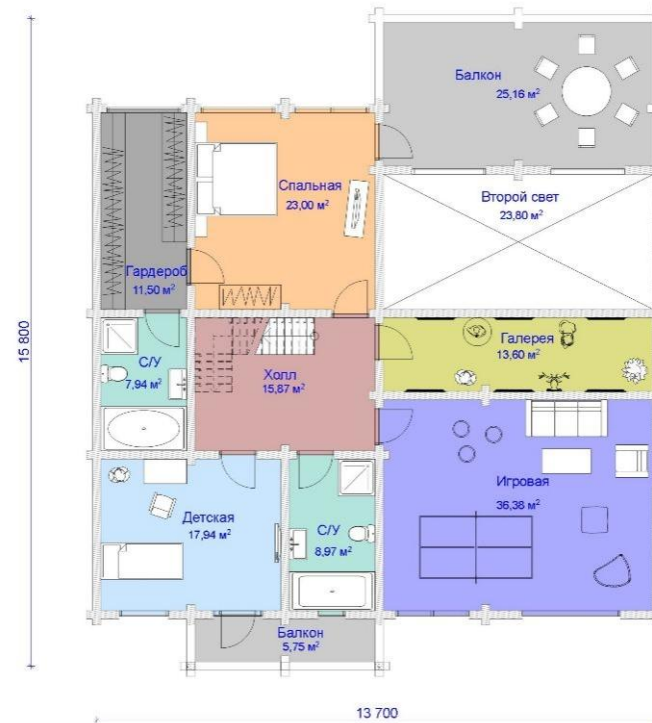 Балкон
25,16 м²
Спальная
23,00 м²
Второй свет
23,80 м²
Гардероб
11,50 м²
15 800
Галерея
13,60 м²
С/У
7,94 м²
Холл
15,87 м²
Игровая
36,38 м²
Детская
17,94 м²
С/У
8,97 м²
Балкон
5,75 м²
13 700